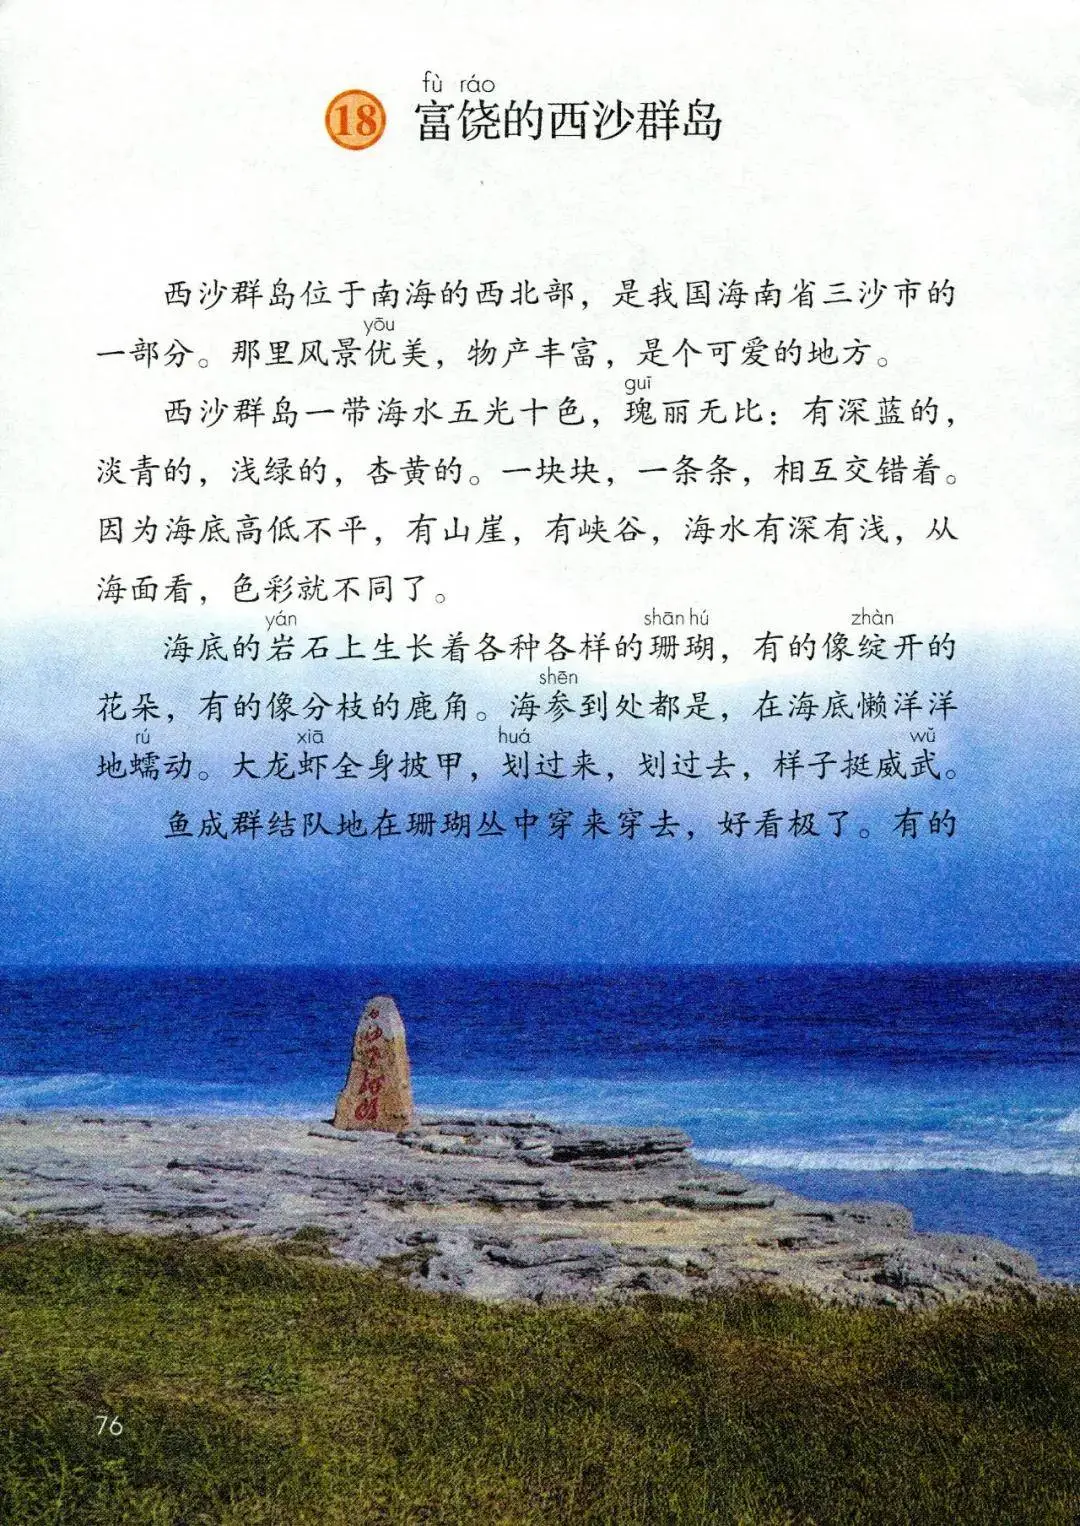 fù ráo
18 富饶的西沙群岛
西沙群岛位于南海的西北部，是我国海南省三沙市的
yōu
一部分。那里风景优美，物产丰富，是个可爱的地方。
guī
西沙群岛一带海水五光十色，瑰丽无比：有深蓝的，
淡青的，浅绿的，杏黄的。一块块，一条条，相互交错着。
因为海底高低不平，有山崖，有峡谷，海水有深有浅，从
海面看，色彩就不同了。
yán shān hú zhàn
海底的岩石上生长着各种各样的珊瑚，有的像绽开的
shēn
花朵，有的像分枝的鹿角。海参到处都是，在海底懒洋洋
rú xiā huá wǔ
地蠕动。大龙虾全身披甲，划过来，划过去，样子挺威武。
鱼成群结队地在珊瑚丛中穿来穿去，好看极了。有的
76